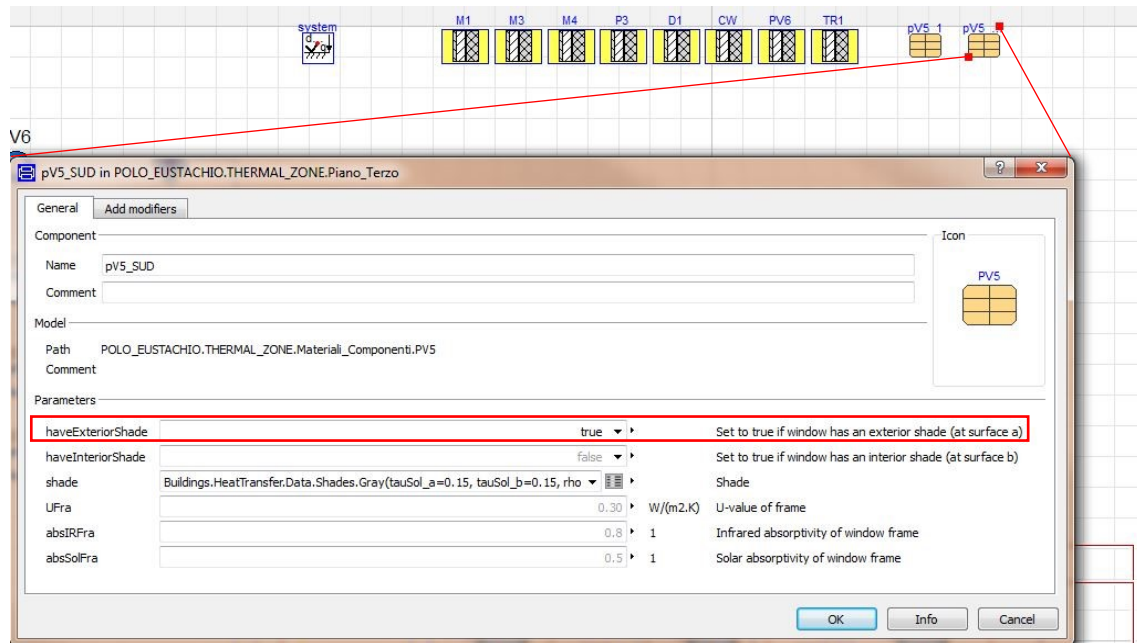 system
M1 M3 M4 P3 D1 CW PV6 TR1
pV5_1 pV5_
V6
pV5_SUD in POLO_EUSTACHIO.THERMAL_ZONE.Piano_Terzo
General Add modifiers
Component
Icon
Name pV5_SUD
Comment
PV5
Model
Path POLO_EUSTACHIO.THERMAL_ZONE.Materiali_Componenti.PV5
Comment
Parameters
haveExteriorShade true Set to true if window has an exterior shade (at surface a)
haveInteriorShade false Set to true if window has an interior shade (at surface b)
shade Buildings.HeatTransfer.Data.Shades.Gray(tauSol_a=0.15, tauSol_b=0.15, rho Shade
UFra 0.30 W/(m2.K) U-value of frame
absIRFra 0.8 1 Infrared absorptivity of window frame
absSolFra 0.5 1 Solar absorptivity of window frame
OK Info Cancel